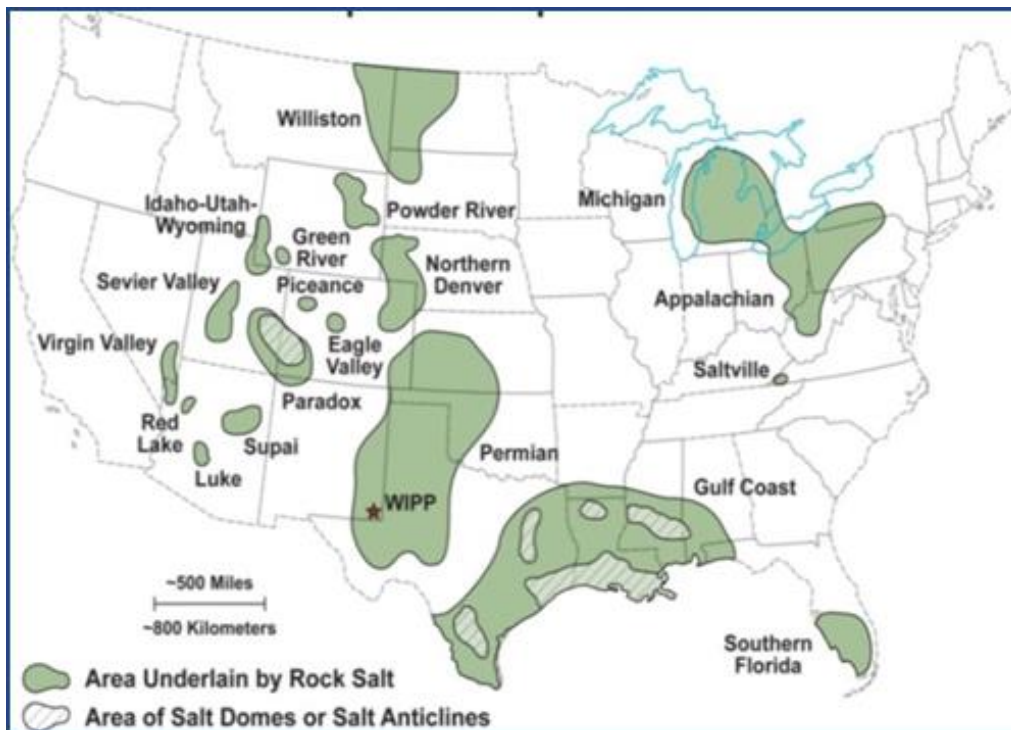 Williston
Michigan
Idaho-Utah-
Wyoming
Powder River
Green
River
Northern
Denver
Sevier Valley
Piceance
Appalachian
Virgin Valley
Eagle
Valley
Saltville
Paradox
Red
Lake
Supai
Luke
Permian
Gulf Coast
WIPP
~500 Miles
~800 Kilometers
Southern
Florida
Area Underlain by Rock Salt
Area of Salt Domes or Salt Anticlines